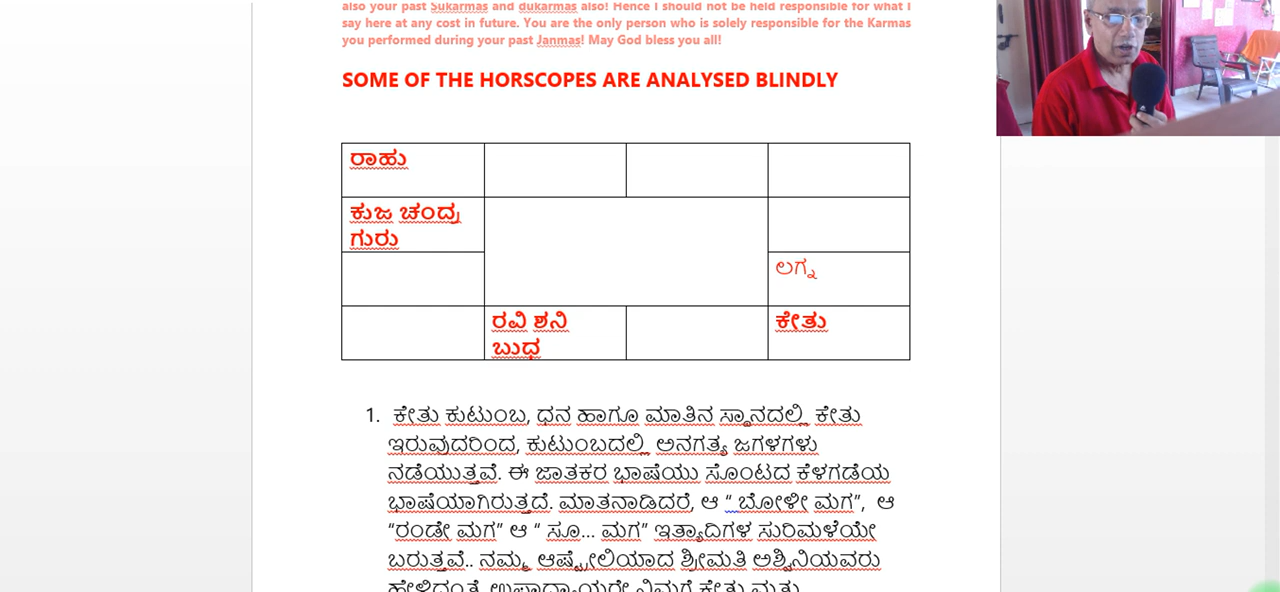 also your past Sukarmas and dukarmas also! Hence I should not be held responsible for what I
say here at any cost in future. You are the only person who is solely responsible for the Karmas
you performed during your past Janmas! May God bless you all!
SOME OF THE HORSCOPES ARE ANALYSED BLINDLY
ರಾಹು
ಕುಜ ಚಂದ್ರ
ಗುರು
ಲಗ್ನ
ರವಿ ಶನಿ
ಬುಧ
ಕೇತು
1. ಕೇತು ಕುಟುಂಬ, ಧನ ಹಾಗೂ ಮಾತಿನ ಸ್ಥಾನದಲ್ಲಿ ಕೇತು
ಇರುವುದರಿಂದ, ಕುಟುಂಬದಲ್ಲಿ ಅನಗತ್ಯ ಜಗಳಗಳು
ನಡೆಯುತ್ತವೆ. ಈ ಜಾತಕರ ಭಾಷೆಯು ಸೊಂಟದ ಕೆಳಗಡೆಯ
ಭಾಷೆಯಾಗಿರುತ್ತದೆ. ಮಾತನಾಡಿದರೆ, ಆ “ ಬೋಳೀ ಮಗ”, ಆ
“ರಂಡೇ ಮಗ” ಆ “ ಸೂ... ಮಗ” ಇತ್ಯಾದಿಗಳ ಸುರಿಮಳೆಯೇ
ಬರುತ್ತವೆ.. ನಮ್ಮ ಆಷ್ಟ್ರೇಲಿಯಾದ ಶ್ರೀಮತಿ ಅಶ್ವಿನಿಯವರು
ಹೇಳಿದಂತೆ, ಉಪಾಧ್ಯಾಯರೇ ನಿಮಗೆ ಕೇತು ಮತ್ತು